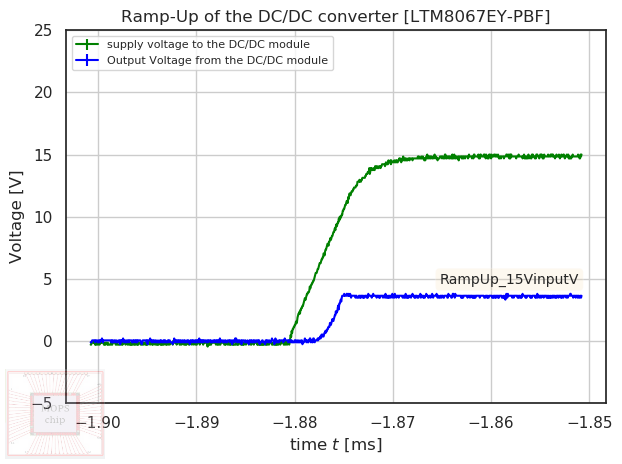 Ramp-Up of the DC/DC converter [LTM8067EY-PBF]
supply voltage to the DC/DC module
Output Voltage from the DC/DC module
25
20
15
10
5
0
−5
Voltage [V]
RampUp_15VinputV
MOPS
chip
−1.90 −1.89 −1.88 −1.87 −1.86 −1.85
time t [ms]